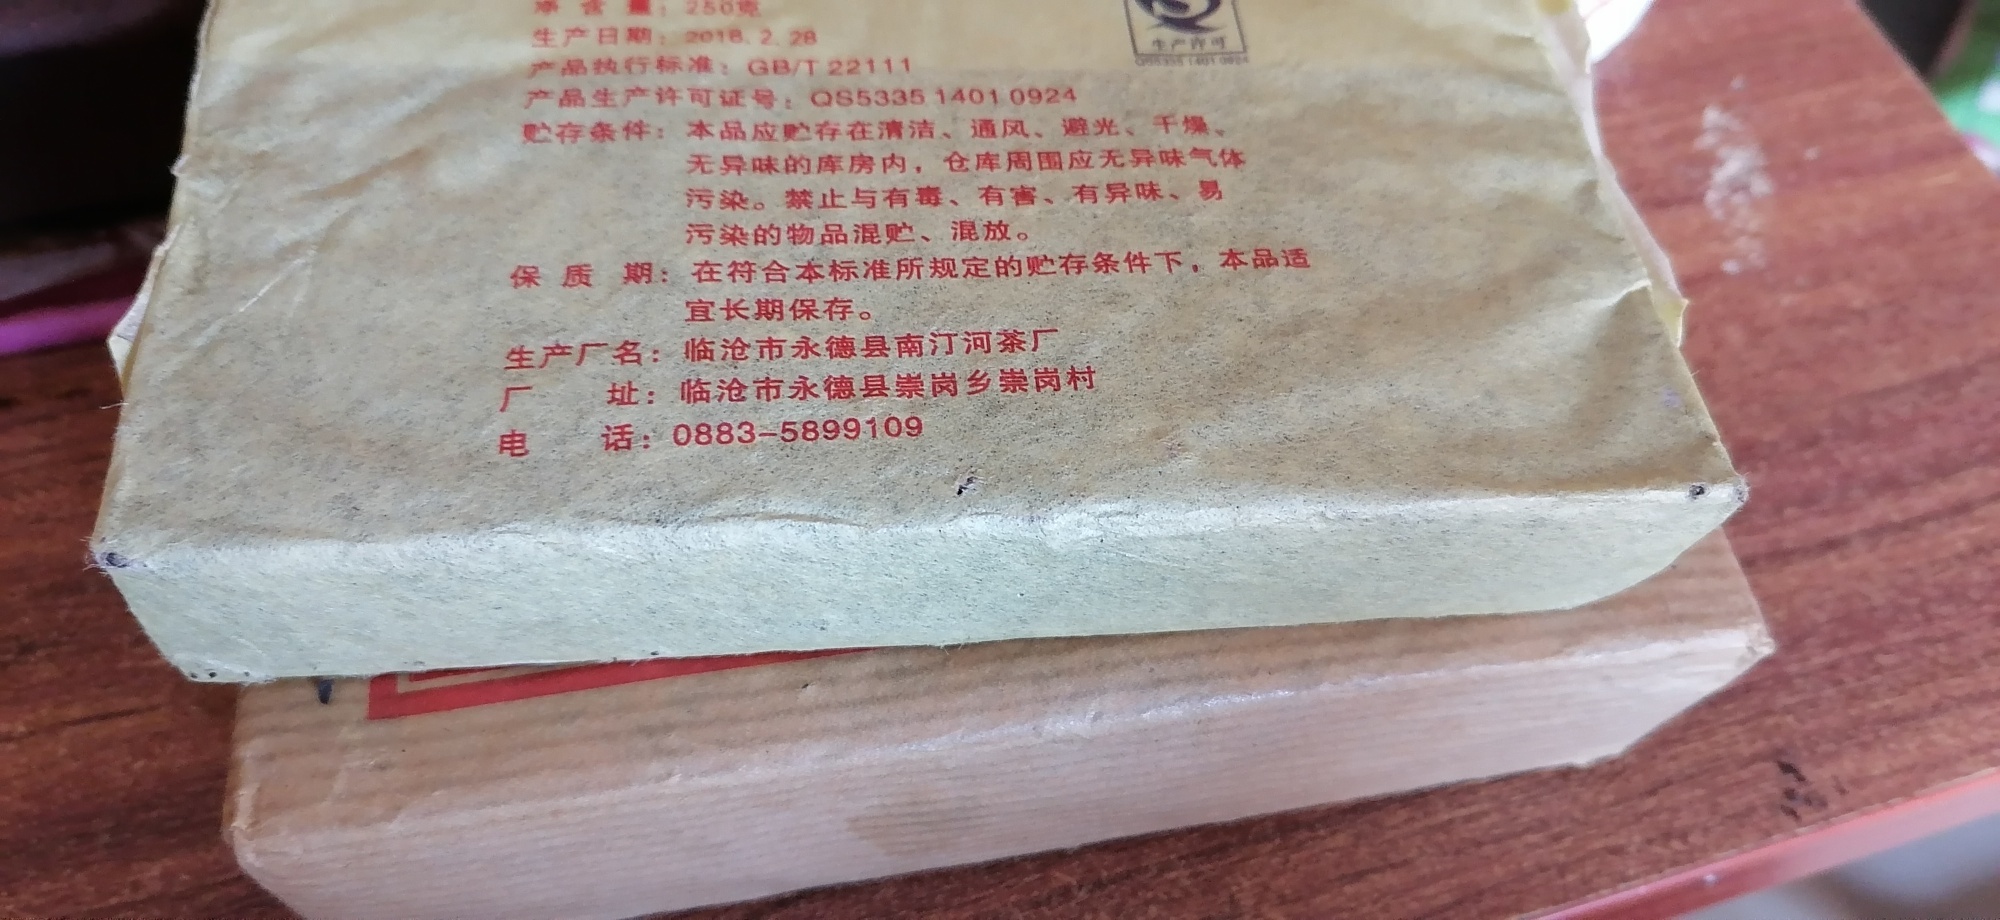 净含量：250克
生产日期：2018.2.28
产品执行标准：GB/T 22111
产品生产许可证号：QS5335 1401 0924
生产许可
QS5335 1401 0924
贮存条件：本品应贮存在清洁、通风、避光、干燥、
无异味的库房内，仓库周围应无异味气体
污染。禁止与有毒、有害、有异味、易
污染的物品混贮、混放。
保质期：在符合本标准所规定的贮存条件下，本品适
宜长期保存。
生产厂名：临沧市永德县南汀河茶厂
厂址：临沧市永德县崇岗乡崇岗村
电话：0883-5899109